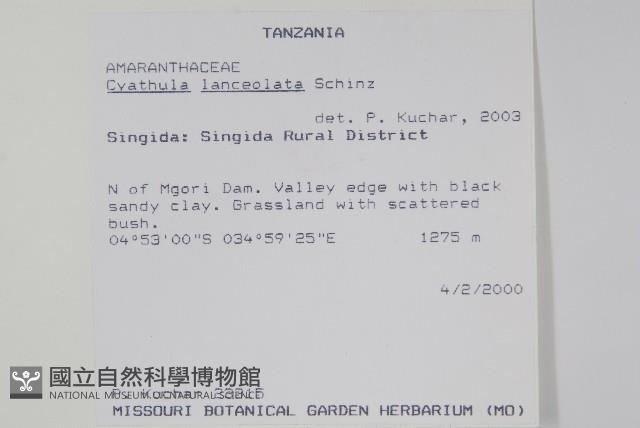 TANZANIA
AMARANTHACEAE
Cyathula lanceolata Schinz
det. P. Kuchar, 2003
Singida: Singida Rural District
N of Mgori Dam. Valley edge with black
sandy clay. Grassland with scattered
bush.
04°53'00"S 034°59'25"E 1275 m
4/2/2000
國立自然科學博物館
NATIONAL MUSEUM OF NATURAL SCIENCE
P. Kuchar
MISSOURI BOTANICAL GARDEN HERBARIUM (MO)